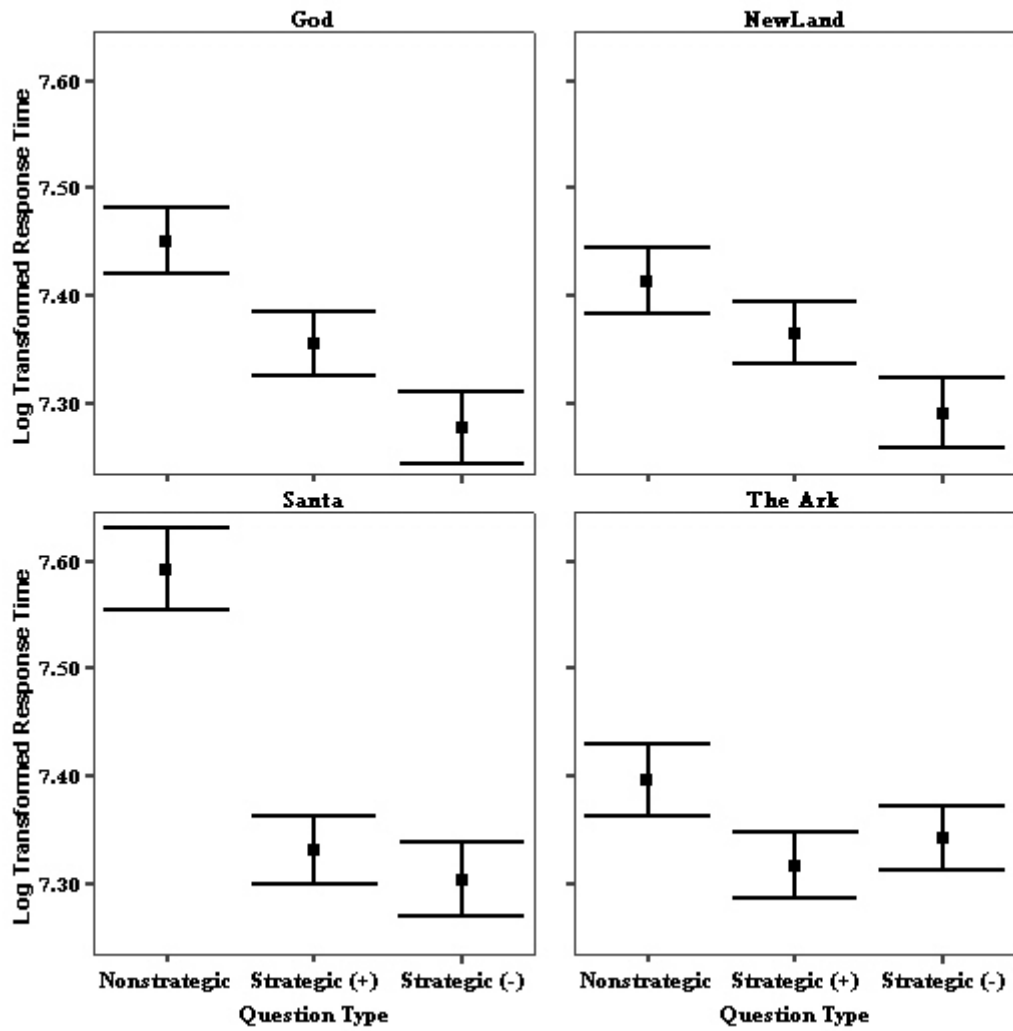 God
NewLand
Log Transformed Response Time
7.60
7.50
7.40
7.30
Santa
The Ark
Log Transformed Response Time
7.60
7.50
7.40
7.30
Nonstrategic Strategic (+) Strategic (-)
Nonstrategic Strategic (+) Strategic (-)
Question Type
Question Type